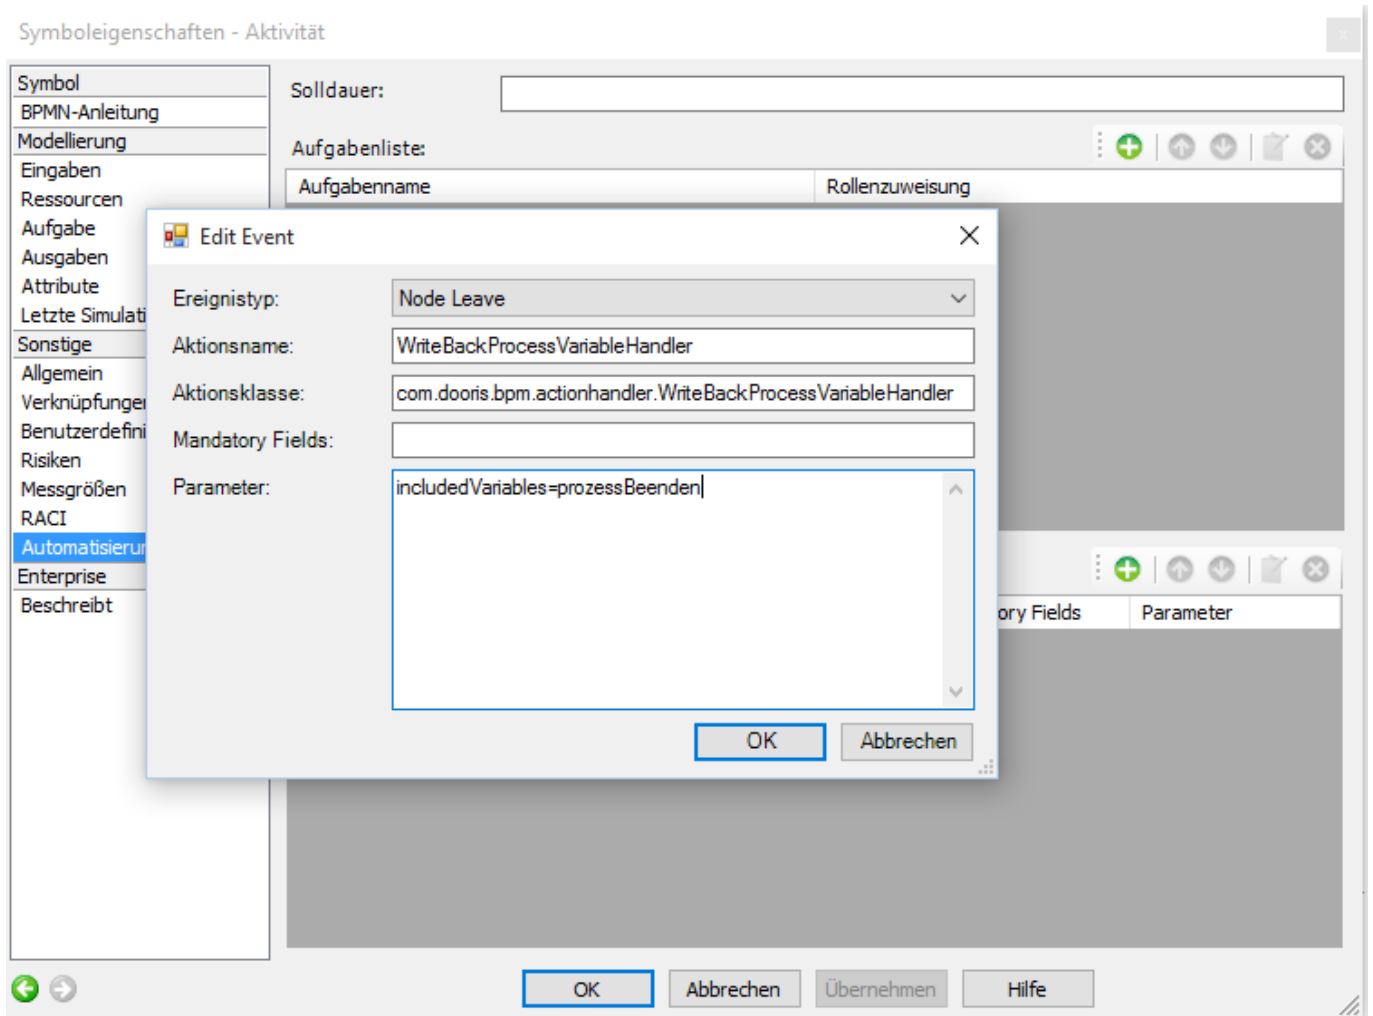 Symboleigenschaften - Aktivität
x
Symbol
BPMN-Anleitung
Modellierung
Eingaben
Ressourcen
Aufgabe
Ausgaben
Attribute
Letzte Simulati
Sonstige
Allgemein
Verknüpfunge
Benutzerdefini
Risiken
Messgrößen
RACI
Automatisieru
Enterprise
Beschreibt
Solldauer:
Aufgabenliste:
Aufgabenname Rollenzuweisung
Edit Event
Ereignistyp: Node Leave
Aktionsname: WriteBackProcessVariableHandler
Aktionsklasse: com.dooris.bpm.actionhandler.WriteBackProcessVariableHandler
Mandatory Fields:
Parameter: includedVariables=prozessBeenden
OK Abbrechen
ory Fields Parameter
OK Abbrechen Übernehmen Hilfe